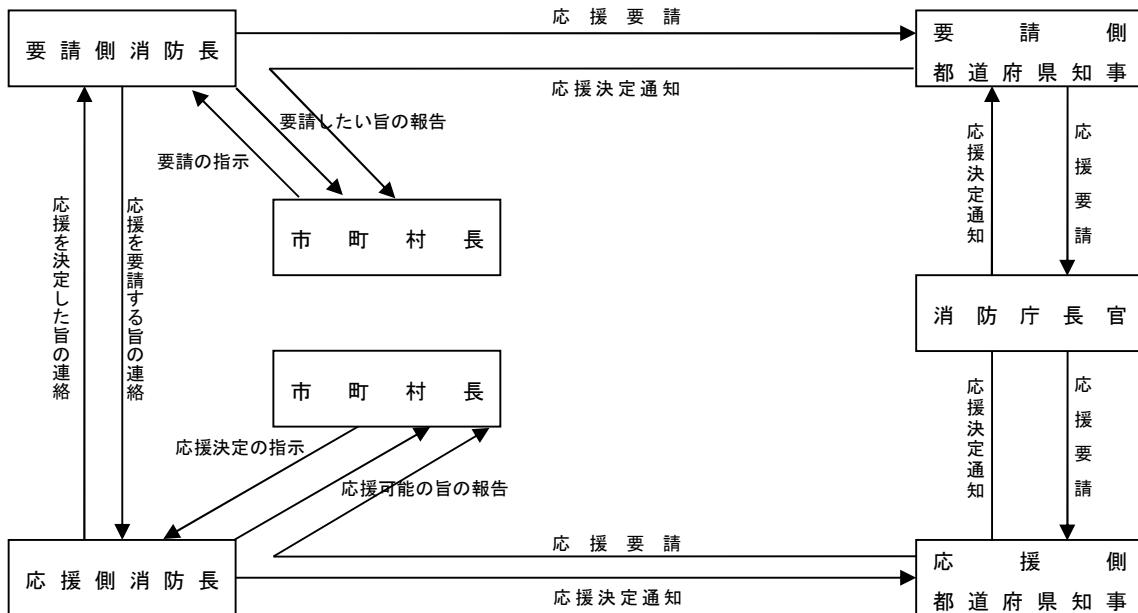 応援要請
要請側消防長
要請側
都道府県知事
応援決定通知
要請したい旨の報告
要請の指示
応援決定通知
応援要請
市町村長
応援を決定した旨の連絡
応援を要請する旨の連絡
消防庁長官
市町村長
応援決定の指示
応援可能の旨の報告
応援決定通知
応援要請
応援要請
応援側消防長
応援側
都道府県知事
応援決定通知